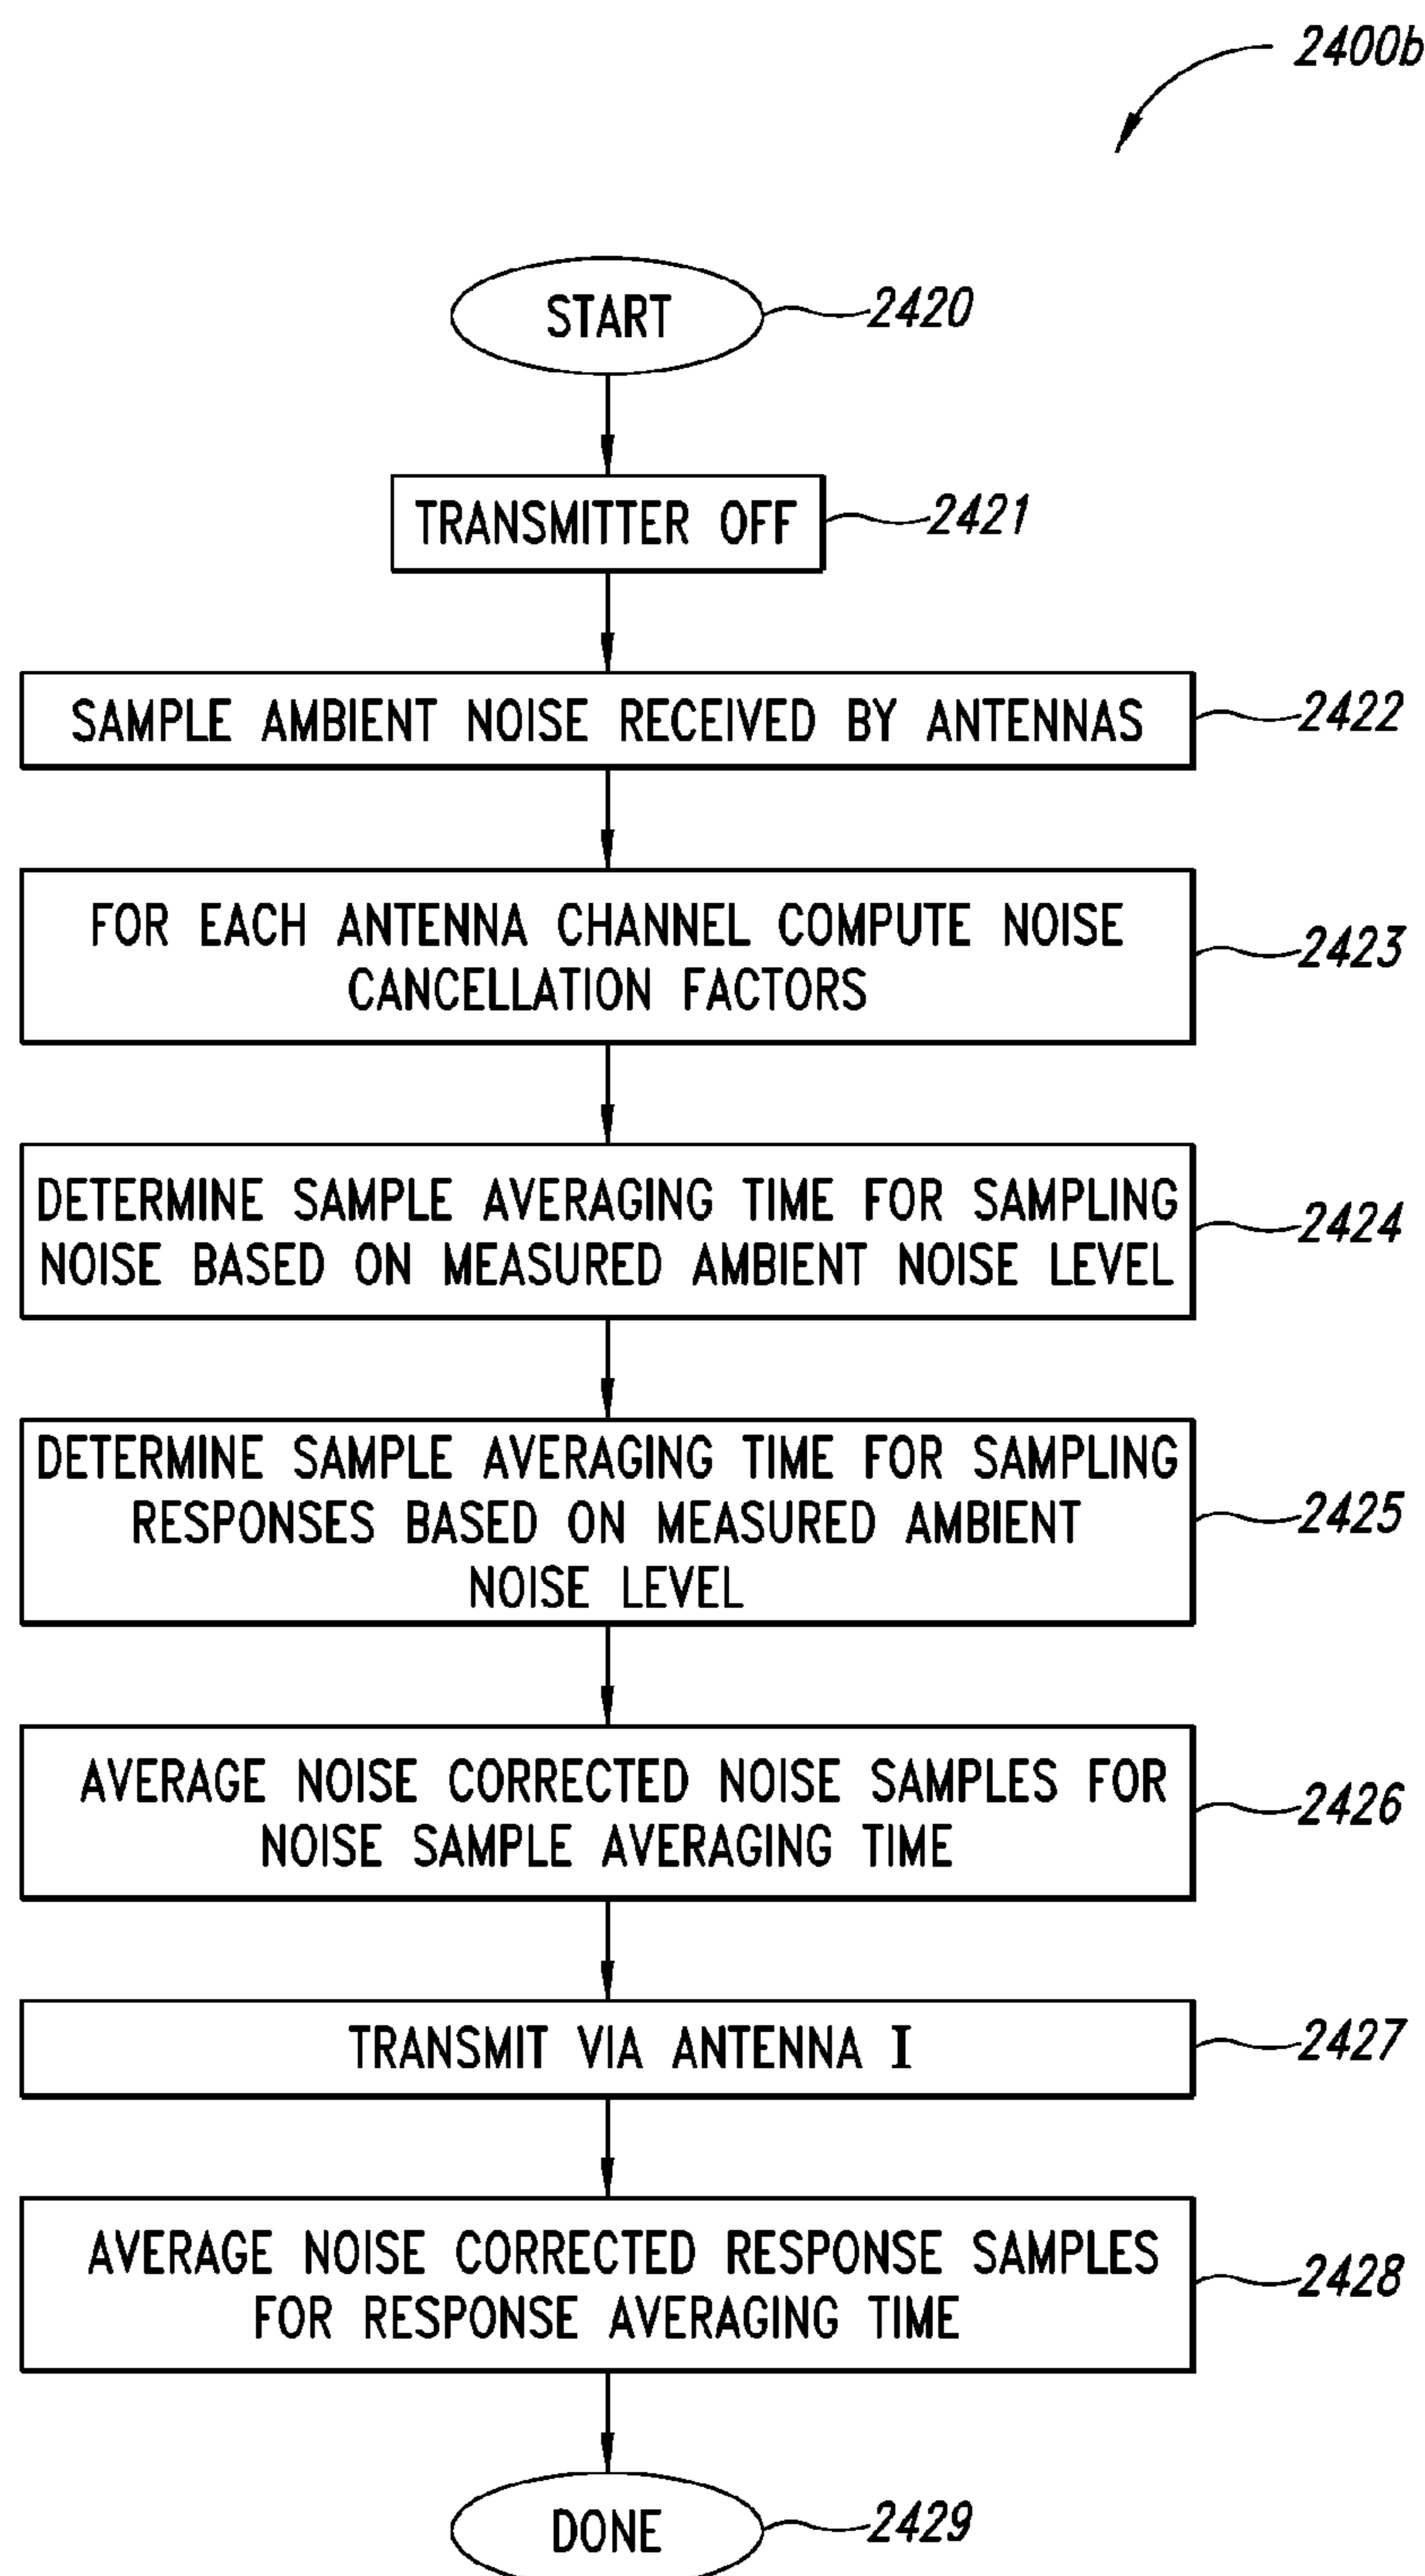 2400b
START
2420
TRANSMITTER OFF
2421
SAMPLE AMBIENT NOISE RECEIVED BY ANTENNAS
2422
FOR EACH ANTENNA CHANNEL COMPUTE NOISE
CANCELLATION FACTORS
2423
DETERMINE SAMPLE AVERAGING TIME FOR SAMPLING
NOISE BASED ON MEASURED AMBIENT NOISE LEVEL
2424
DETERMINE SAMPLE AVERAGING TIME FOR SAMPLING
RESPONSES BASED ON MEASURED AMBIENT
NOISE LEVEL
2425
AVERAGE NOISE CORRECTED NOISE SAMPLES FOR
NOISE SAMPLE AVERAGING TIME
2426
TRANSMIT VIA ANTENNA I
2427
AVERAGE NOISE CORRECTED RESPONSE SAMPLES
FOR RESPONSE AVERAGING TIME
2428
DONE
2429